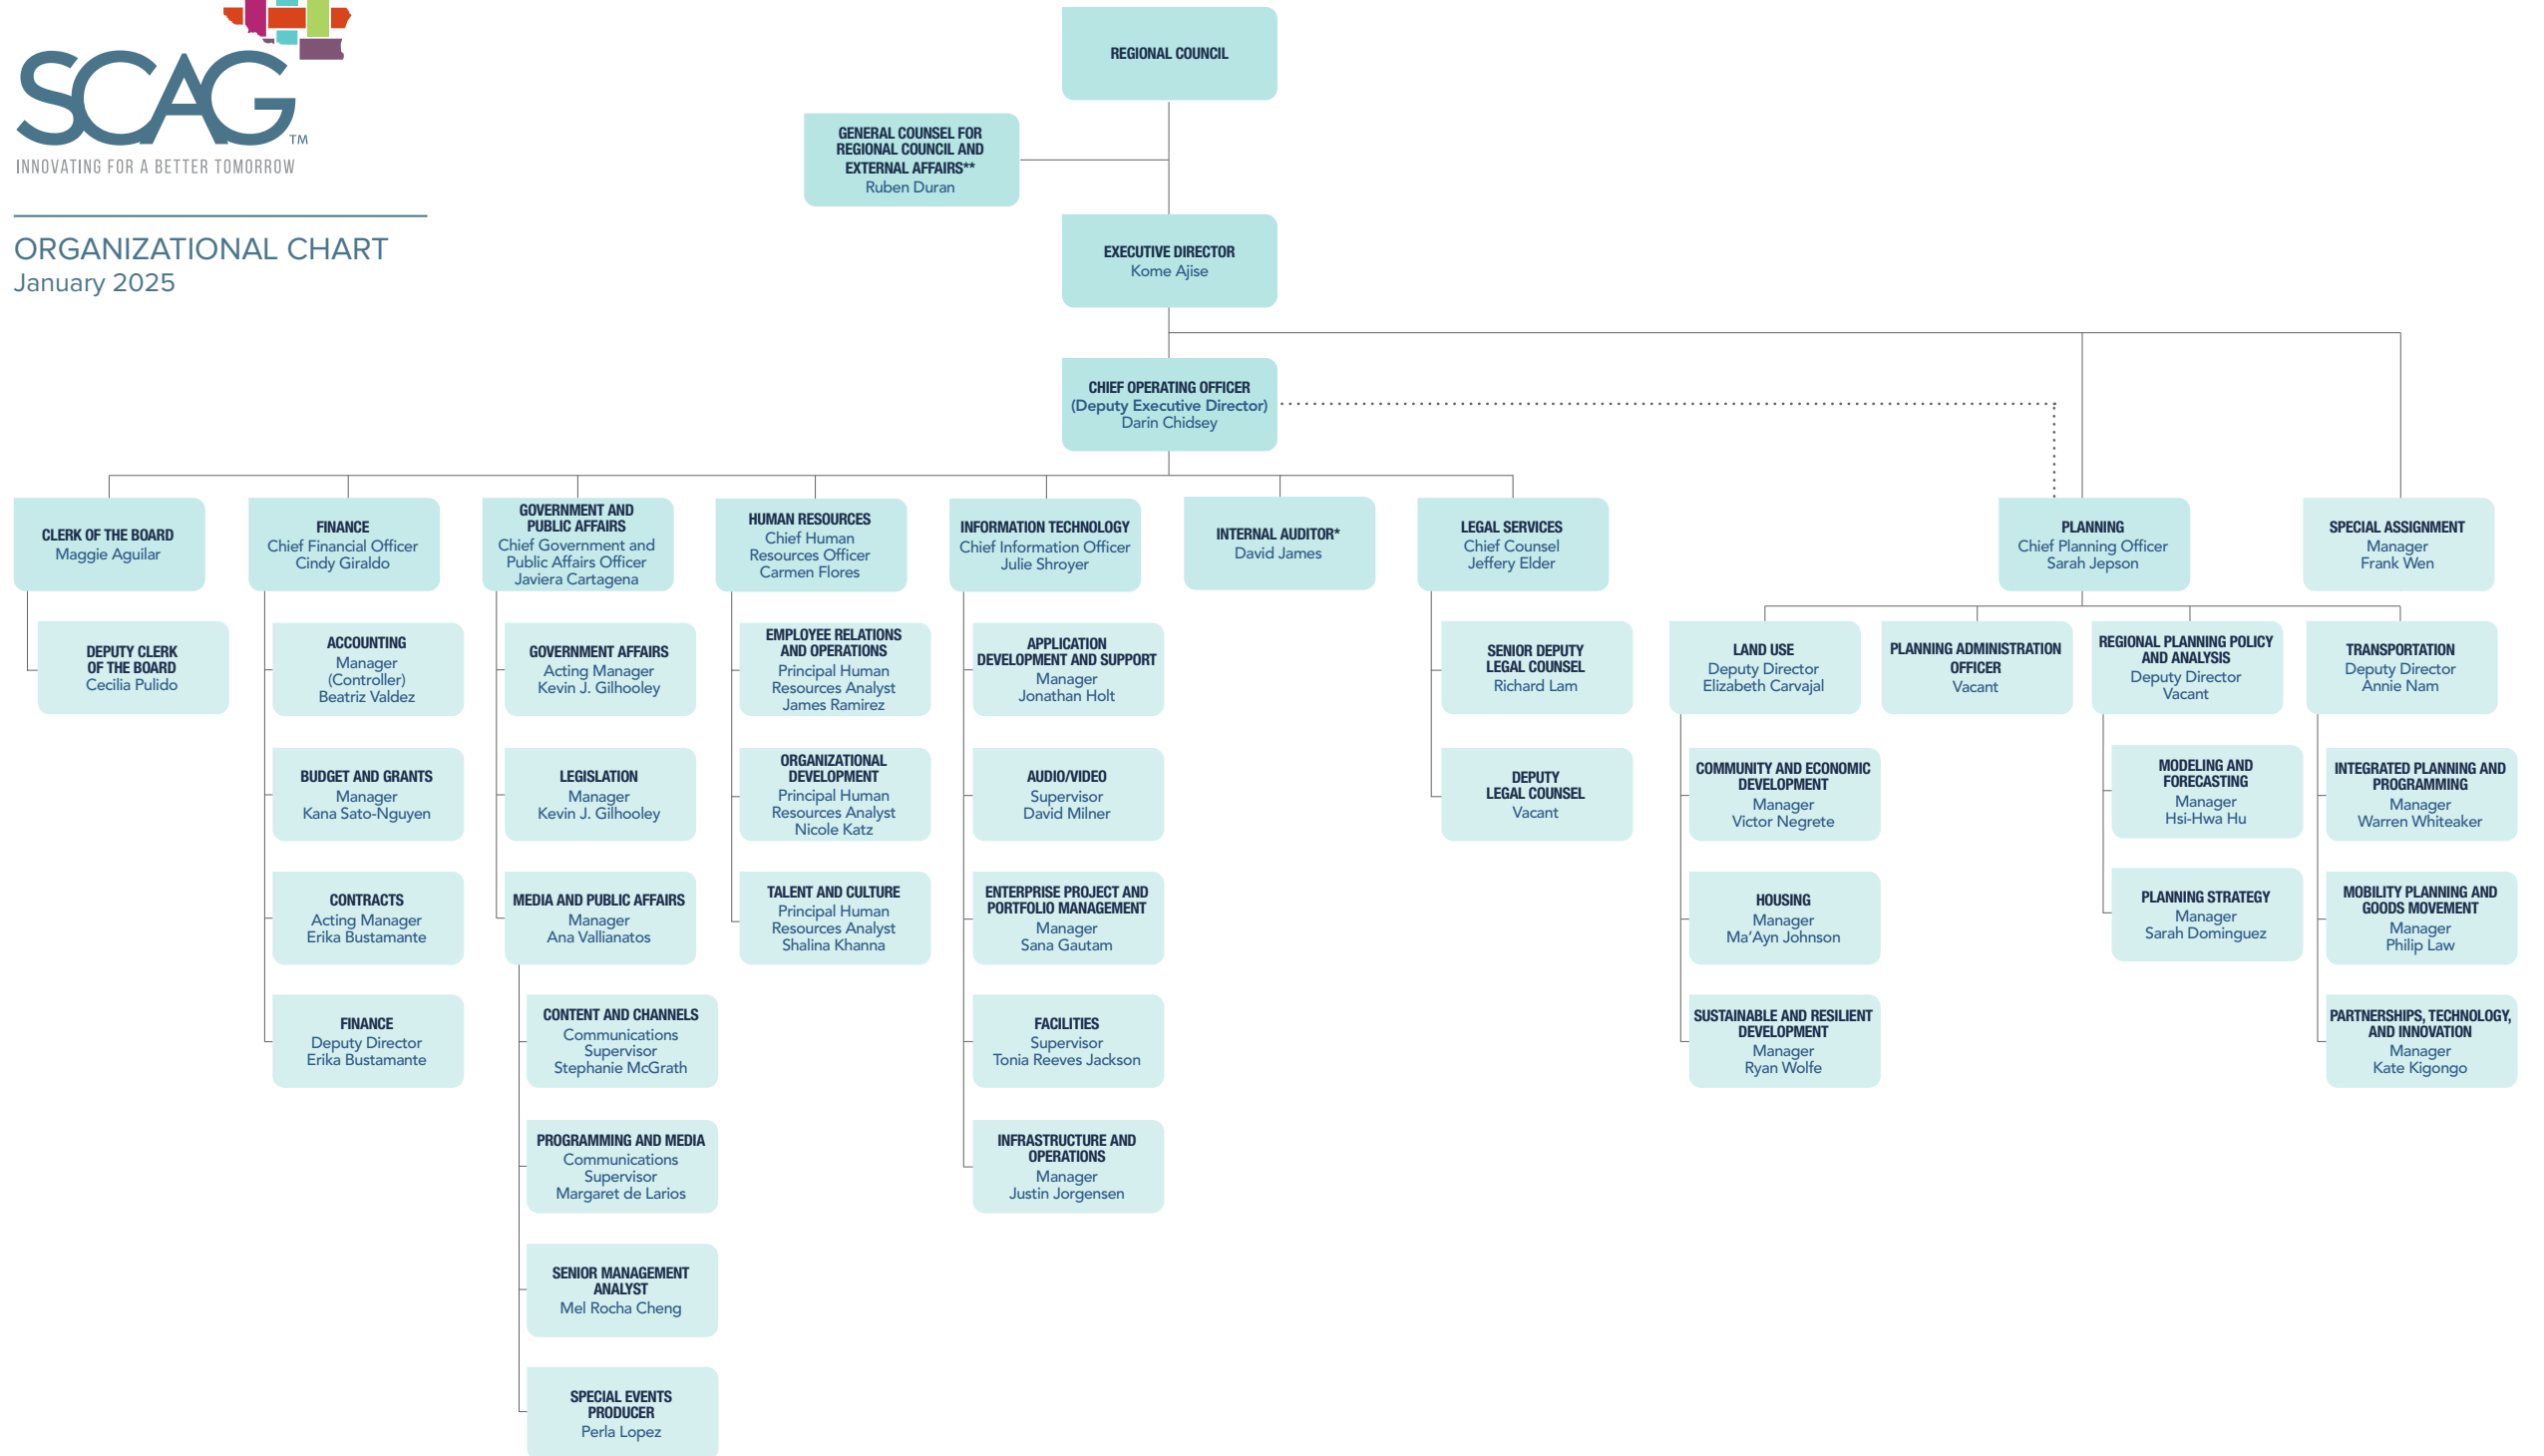 SCAG™
INNOVATING FOR A BETTER TOMORROW
ORGANIZATIONAL CHART
January 2025
REGIONAL COUNCIL
GENERAL COUNSEL FOR
REGIONAL COUNCIL AND
EXTERNAL AFFAIRS**
Ruben Duran
EXECUTIVE DIRECTOR
Kome Ajise
CHIEF OPERATING OFFICER
(Deputy Executive Director)
Darin Chidsey
CLERK OF THE BOARD
Maggie Aguilar
DEPUTY CLERK
OF THE BOARD
Cecilia Pulido
FINANCE
Chief Financial Officer
Cindy Giraldo
ACCOUNTING
Manager
(Controller)
Beatriz Valdez
BUDGET AND GRANTS
Manager
Kana Sato-Nguyen
CONTRACTS
Acting Manager
Erika Bustamante
FINANCE
Deputy Director
Erika Bustamante
GOVERNMENT AND
PUBLIC AFFAIRS
Chief Government and
Public Affairs Officer
Javiera Cartagena
GOVERNMENT AFFAIRS
Acting Manager
Kevin J. Gilhooley
LEGISLATION
Manager
Kevin J. Gilhooley
MEDIA AND PUBLIC AFFAIRS
Manager
Ana Vallianatos
CONTENT AND CHANNELS
Communications
Supervisor
Stephanie McGrath
PROGRAMMING AND MEDIA
Communications
Supervisor
Margaret de Larios
SENIOR MANAGEMENT
ANALYST
Mel Rocha Cheng
SPECIAL EVENTS
PRODUCER
Perla Lopez
HUMAN RESOURCES
Chief Human
Resources Officer
Carmen Flores
EMPLOYEE RELATIONS
AND OPERATIONS
Principal Human
Resources Analyst
James Ramirez
ORGANIZATIONAL
DEVELOPMENT
Principal Human
Resources Analyst
Nicole Katz
TALENT AND CULTURE
Principal Human
Resources Analyst
Shalina Khanna
INFORMATION TECHNOLOGY
Chief Information Officer
Julie Shroyer
APPLICATION
DEVELOPMENT AND SUPPORT
Manager
Jonathan Holt
AUDIO/VIDEO
Supervisor
David Milner
ENTERPRISE PROJECT AND
PORTFOLIO MANAGEMENT
Manager
Sana Gautam
FACILITIES
Supervisor
Tonia Reeves Jackson
INFRASTRUCTURE AND
OPERATIONS
Manager
Justin Jorgensen
INTERNAL AUDITOR*
David James
LEGAL SERVICES
Chief Counsel
Jeffery Elder
SENIOR DEPUTY
LEGAL COUNSEL
Richard Lam
DEPUTY
LEGAL COUNSEL
Vacant
PLANNING
Chief Planning Officer
Sarah Jepson
LAND USE
Deputy Director
Elizabeth Carvajal
COMMUNITY AND ECONOMIC
DEVELOPMENT
Manager
Victor Negrete
HOUSING
Manager
Ma'Ayn Johnson
SUSTAINABLE AND RESILIENT
DEVELOPMENT
Manager
Ryan Wolfe
PLANNING ADMINISTRATION
OFFICER
Vacant
REGIONAL PLANNING POLICY
AND ANALYSIS
Deputy Director
Vacant
MODELING AND
FORECASTING
Manager
Hsi-Hwa Hu
PLANNING STRATEGY
Manager
Sarah Dominguez
TRANSPORTATION
Deputy Director
Annie Nam
INTEGRATED PLANNING AND
PROGRAMMING
Manager
Warren Whiteaker
MOBILITY PLANNING AND
GOODS MOVEMENT
Manager
Philip Law
PARTNERSHIPS, TECHNOLOGY,
AND INNOVATION
Manager
Kate Kigongo
SPECIAL ASSIGNMENT
Manager
Frank Wen